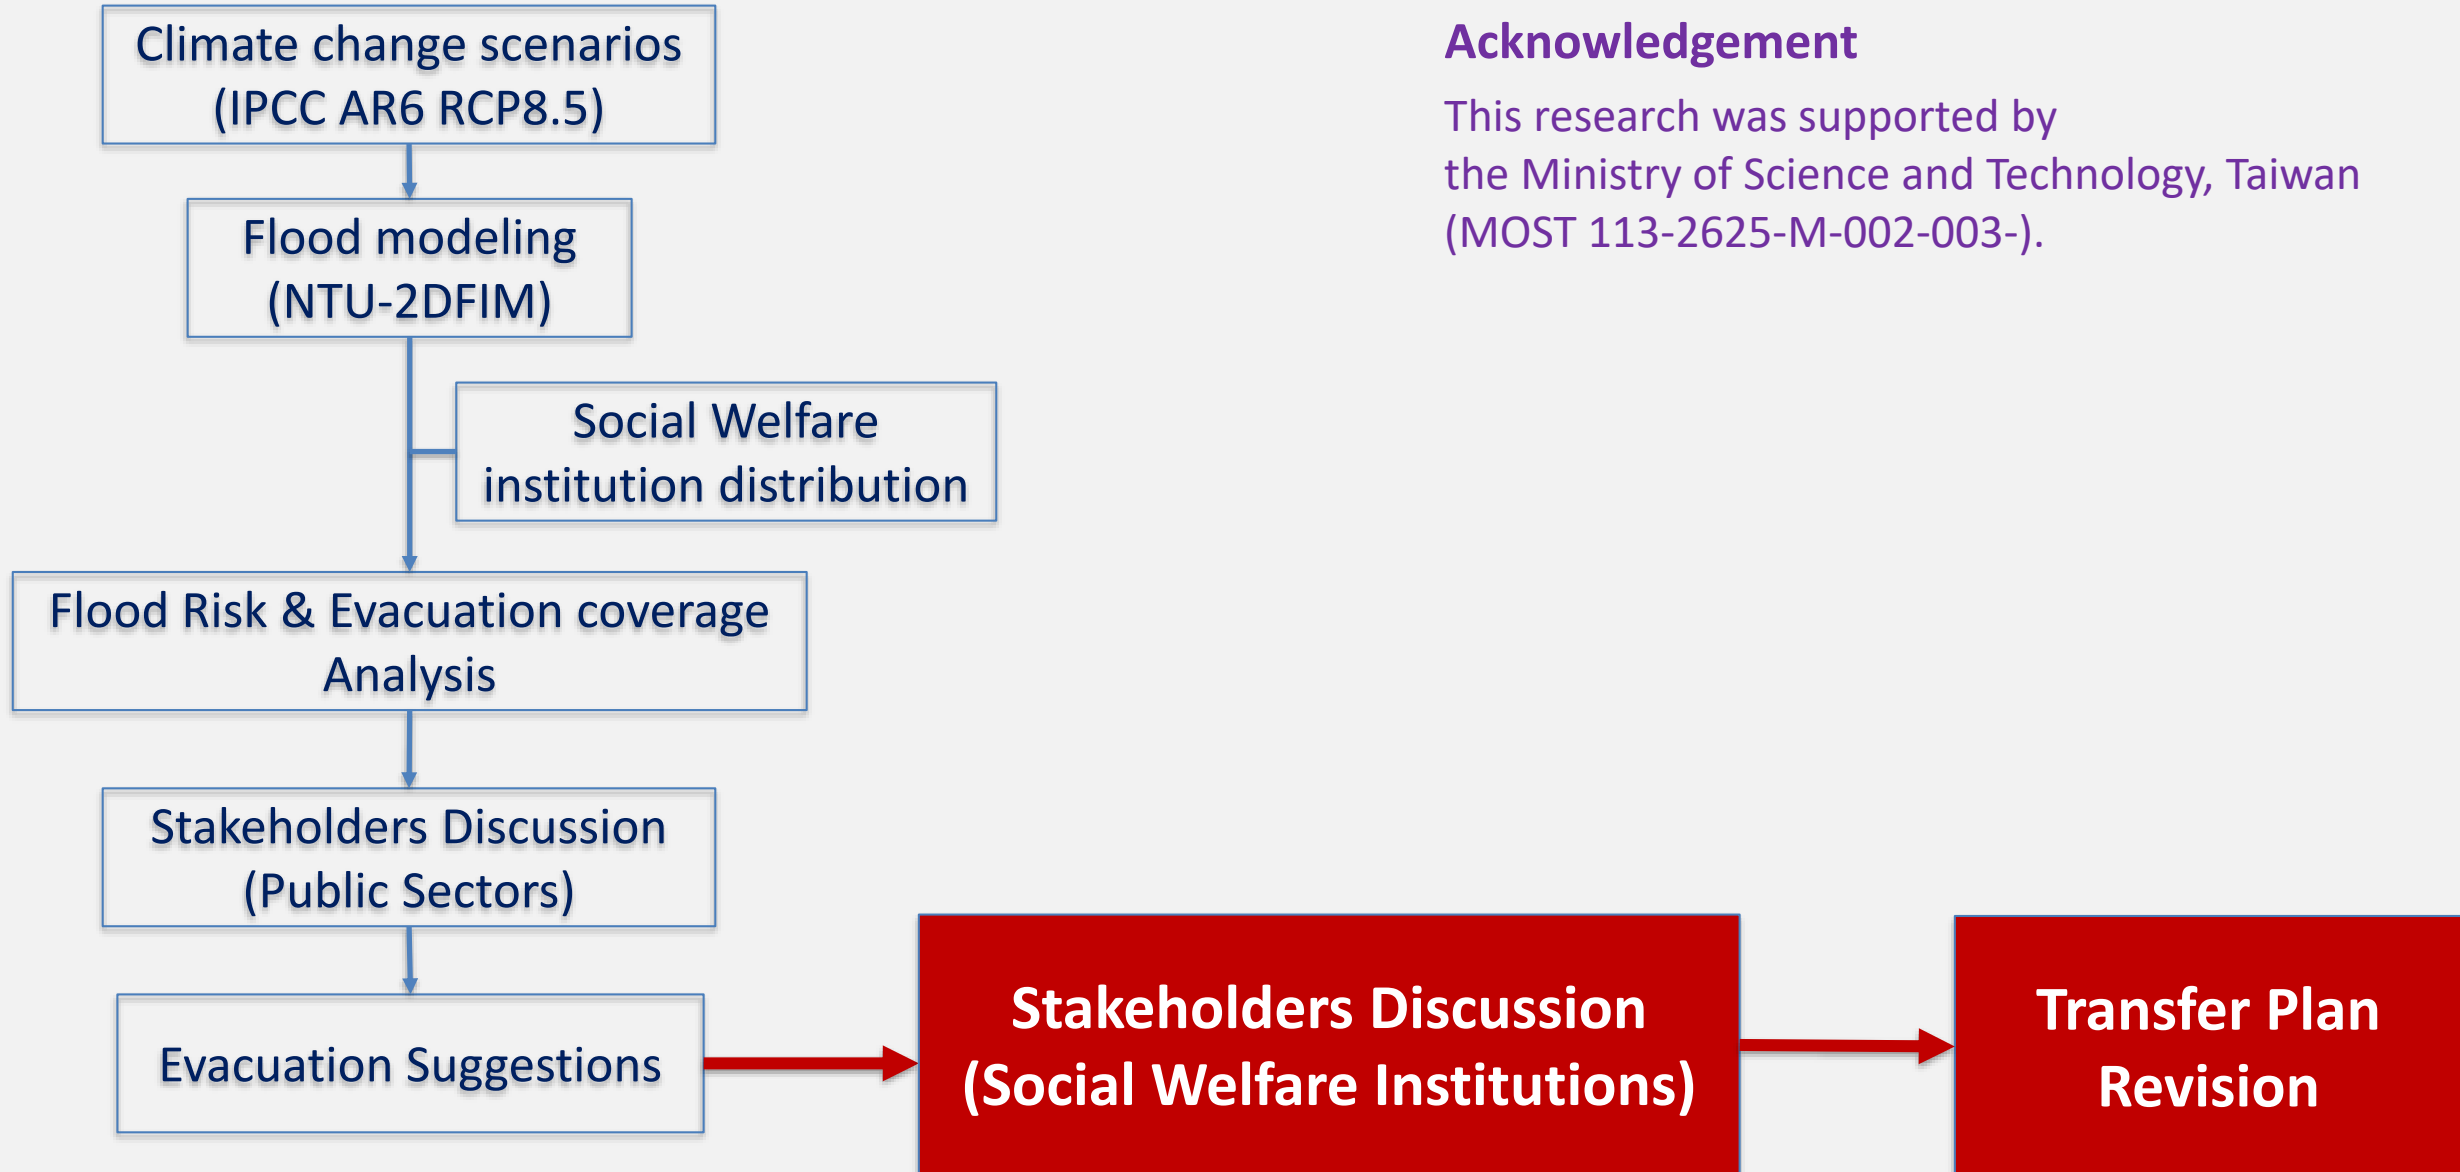 Climate change scenarios
(IPCC AR6 RCP8.5)
Flood modeling
(NTU-2DFIM)
Social Welfare
institution distribution
Flood Risk & Evacuation coverage
Analysis
Stakeholders Discussion
(Public Sectors)
Evacuation Suggestions
Stakeholders Discussion
(Social Welfare Institutions)
Transfer Plan
Revision
Acknowledgement
This research was supported by
the Ministry of Science and Technology, Taiwan
(MOST 113-2625-M-002-003-).